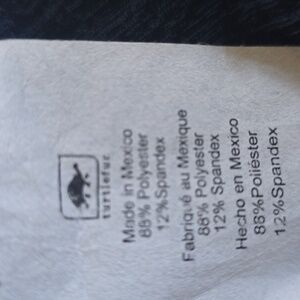 turtlefur
Made in Mexico
88% Polyester
12%Spandex
Fabriqué au Mexique
88% Polyester
12% Spandex
Hecho en Mexico
88%Poliéster
12%Spandex